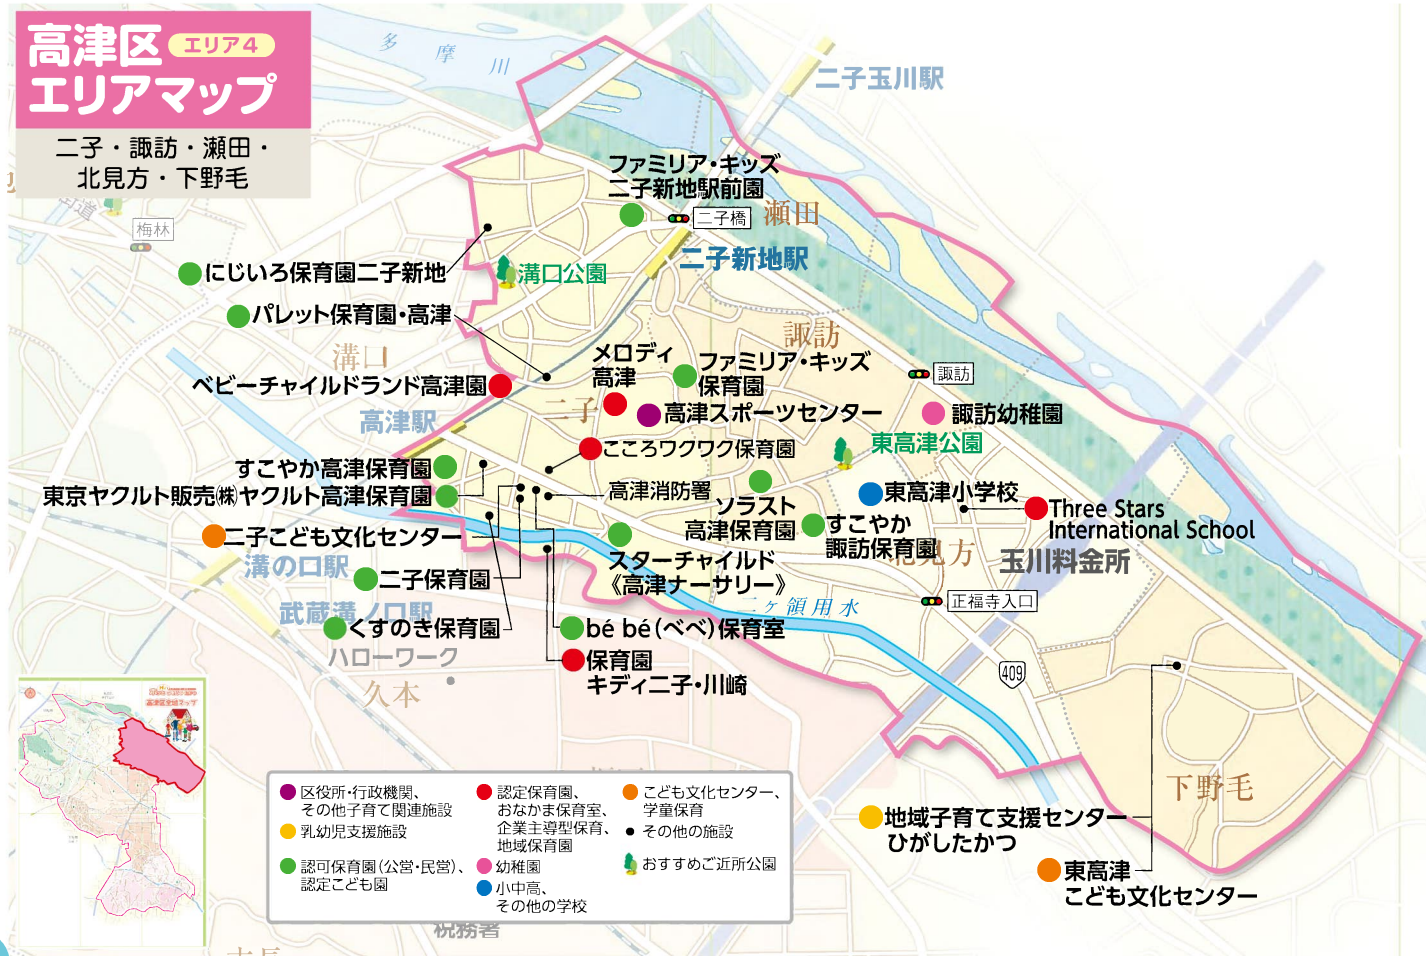 高津区
エリア4
エリアマップ
二子・諏訪・瀬田・
北見方・下野毛
多摩川
二子玉川駅
ファミリア・キッズ
二子新地駅前園
二子橋
瀬田
二子新地駅
梅林
街道
にじいろ保育園二子新地
溝口公園
パレット保育園・高津
諏訪
溝口
メロディ
高津
ファミリア・キッズ
保育園
諏訪
ベビーチャイルドランド高津園
二子
高津スポーツセンター
諏訪幼稚園
高津駅
東高津公園
こころワクワク保育園
すこやか高津保育園
東京ヤクルト販売㈱ヤクルト高津保育園
高津消防署
ソラスト
高津保育園
東高津小学校
Three Stars
International School
すこやか
諏訪保育園
二子こども文化センター
北見方
玉川料金所
スターチャイルド
《高津ナーサリー》
溝の口駅
二子保育園
二ケ領用水
正福寺入口
武蔵溝ノ口駅
くすのき保育園
bé bé(べべ)保育室
ハローワーク
保育園
キディ二子・川崎
409
久本
下野毛
地域子育て支援センター
ひがしたかつ
東高津
こども文化センター
区役所・行政機関、
その他子育て関連施設
乳幼児支援施設
認可保育園(公営・民営)、
認定こども園
認定保育園、
おなかま保育室、
企業主導型保育、
地域保育園
幼稚園
小中高、
その他の学校
こども文化センター、
学童保育
その他の施設
おすすめご近所公園
税務署